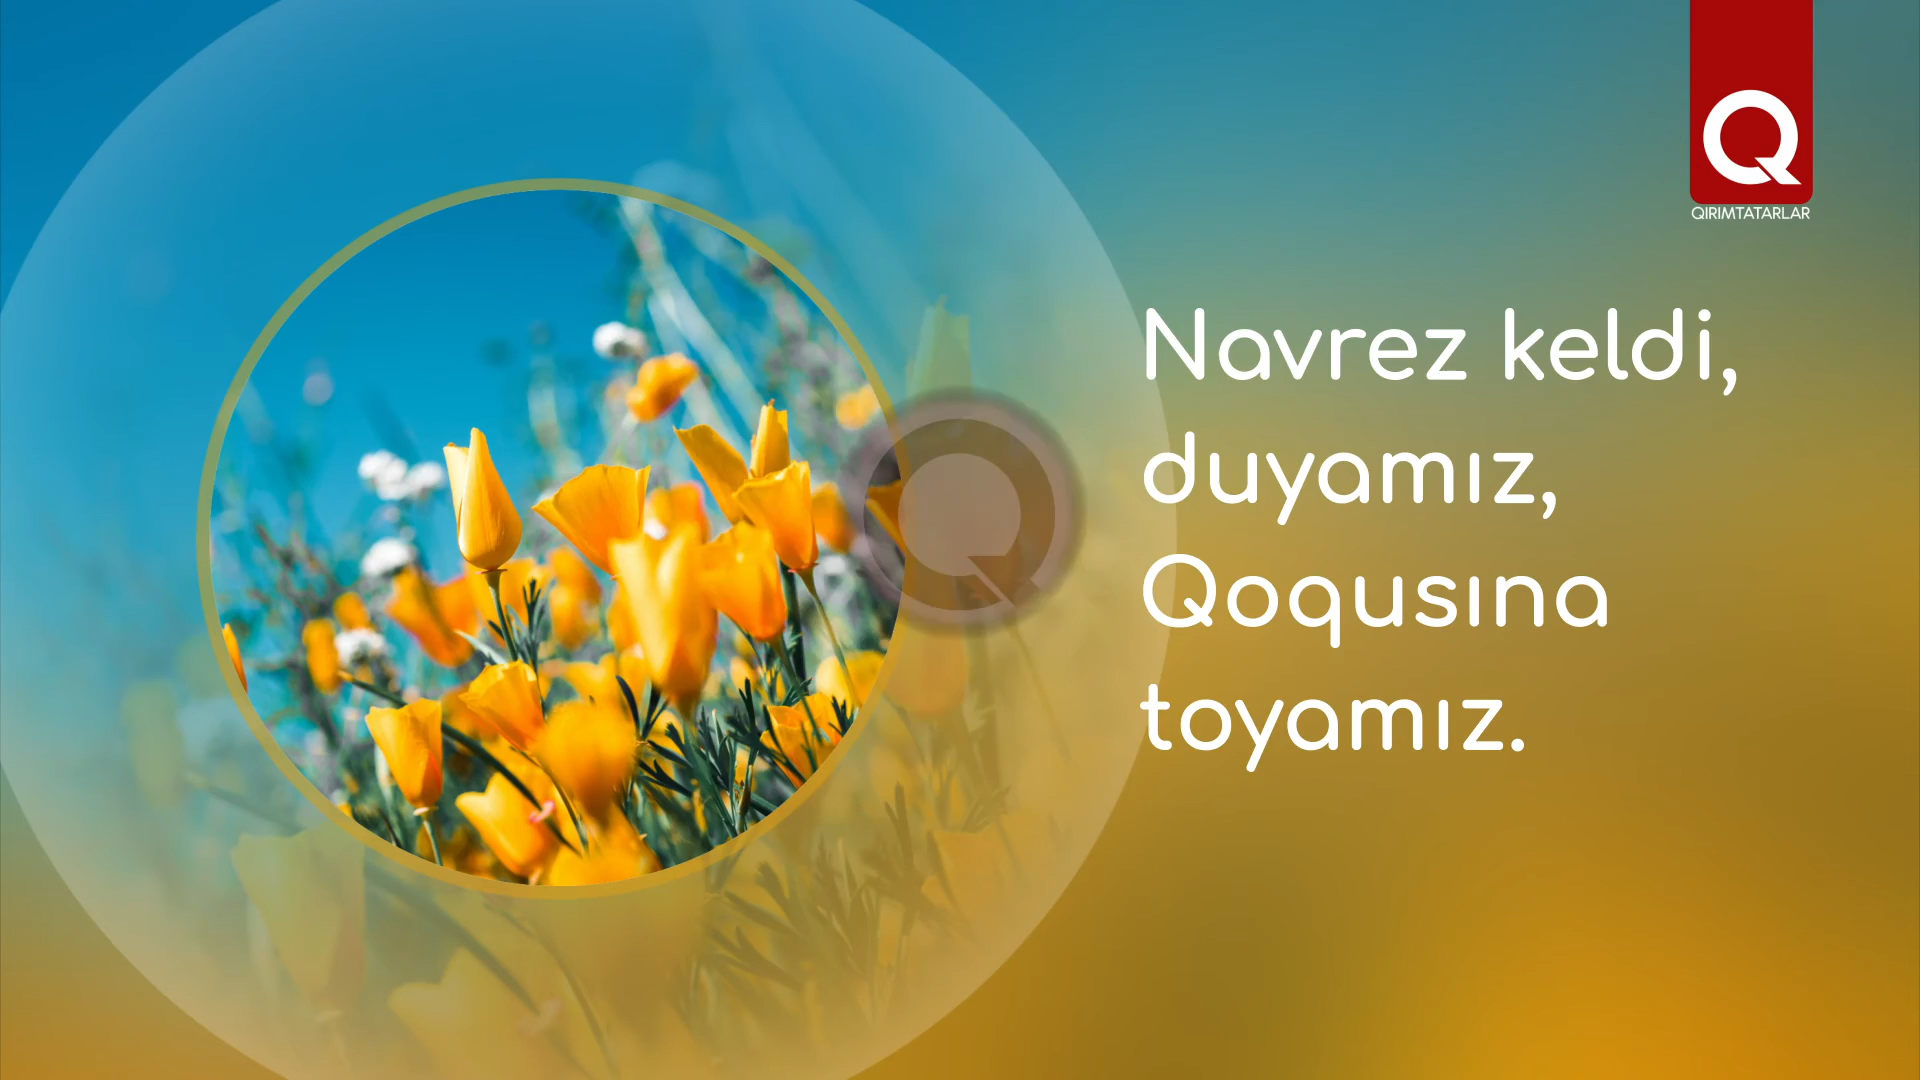 QIRIMTATARLAR
Navrez keldi,
duyamız,
Qoqusına
toyamız.